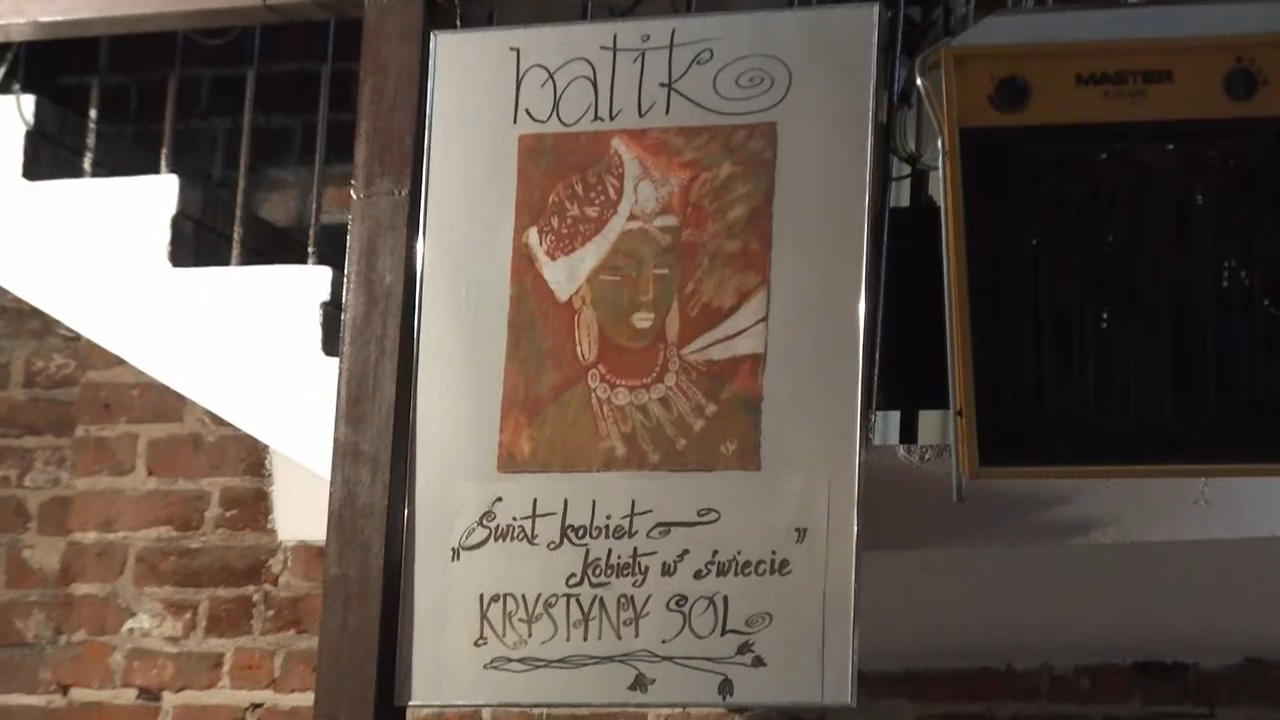 batik
„Świat kobiet
kobiety w świecie”
KRYSTYNY SOL
MASTER